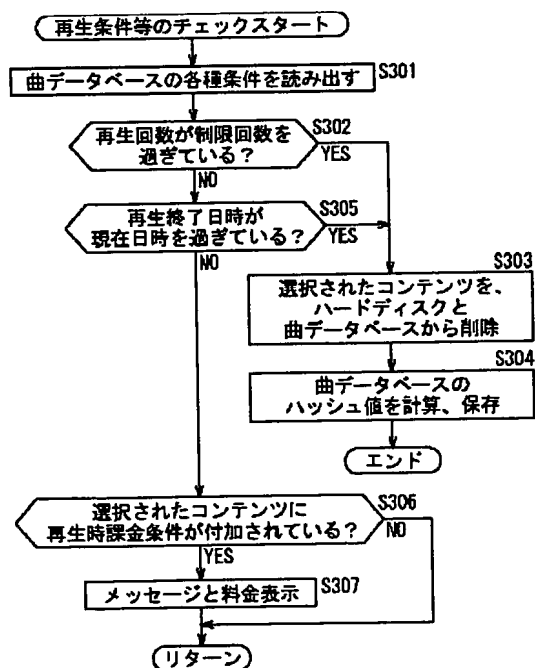 再生条件等のチェックスタート
曲データベースの各種条件を読み出す
S301
再生回数が制限回数を
過ぎている？
S302
YES
NO
再生終了日時が
現在日時を過ぎている？
S305
YES
NO
S303
選択されたコンテンツを、
ハードディスクと
曲データベースから削除
S304
曲データベースの
ハッシュ値を計算、保存
エンド
選択されたコンテンツに
再生時課金条件が付加されている？
S306
NO
YES
メッセージと料金表示
S307
リターン